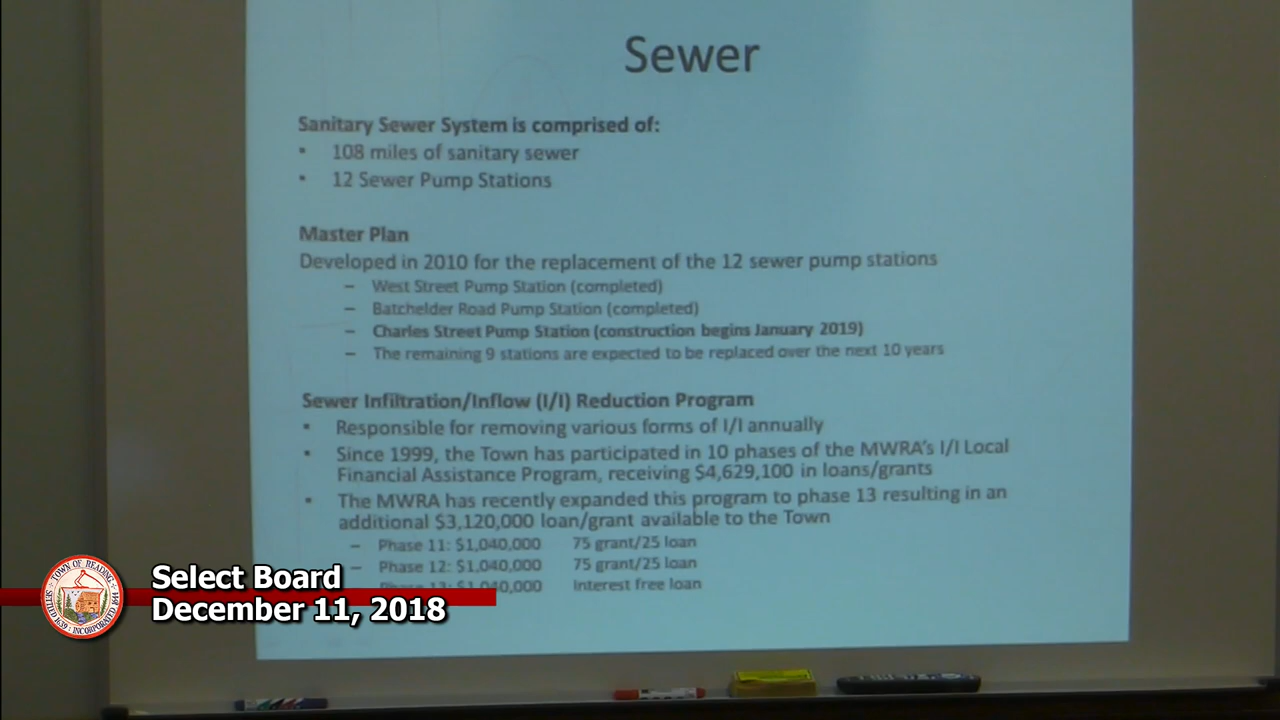 Sewer
Sanitary Sewer System is comprised of:
• 108 miles of sanitary sewer
• 12 Sewer Pump Stations
Master Plan
Developed in 2010 for the replacement of the 12 sewer pump stations
– West Street Pump Station (completed)
– Batchelder Road Pump Station (completed)
– Charles Street Pump Station (construction begins January 2019)
– The remaining 9 stations are expected to be replaced over the next 10 years
Sewer Infiltration/Inflow (I/I) Reduction Program
• Responsible for removing various forms of I/I annually
• Since 1999, the Town has participated in 10 phases of the MWRA's I/I Local
Financial Assistance Program, receiving $4,629,100 in loans/grants
• The MWRA has recently expanded this program to phase 13 resulting in an
additional $3,120,000 loan/grant available to the Town
– Phase 11: $1,040,000 75 grant/25 loan
– Phase 12: $1,040,000 75 grant/25 loan
Phase 13: $1,040,000 Interest free loan
TOWN OF READING
SETTLED 1639 · INCORPORATED 1644
Select Board
December 11, 2018